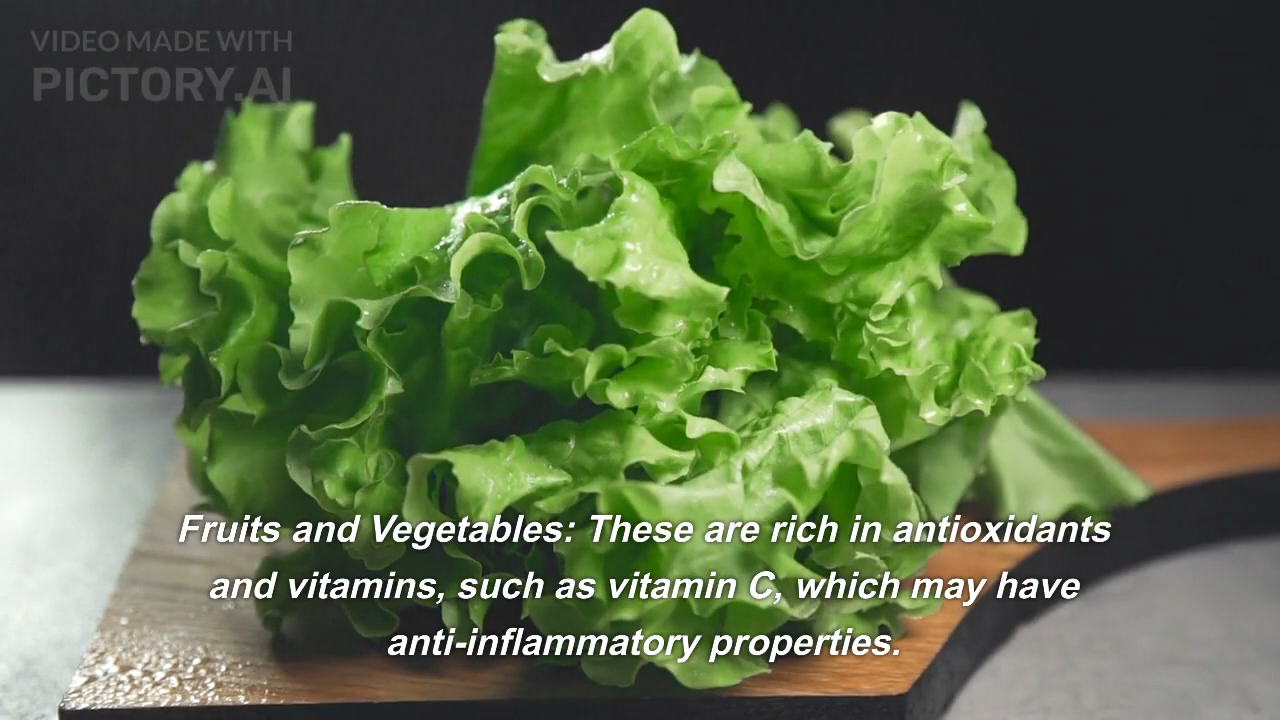 VIDEO MADE WITH
PICTORY.AI
Fruits and Vegetables: These are rich in antioxidants
and vitamins, such as vitamin C, which may have
anti-inflammatory properties.